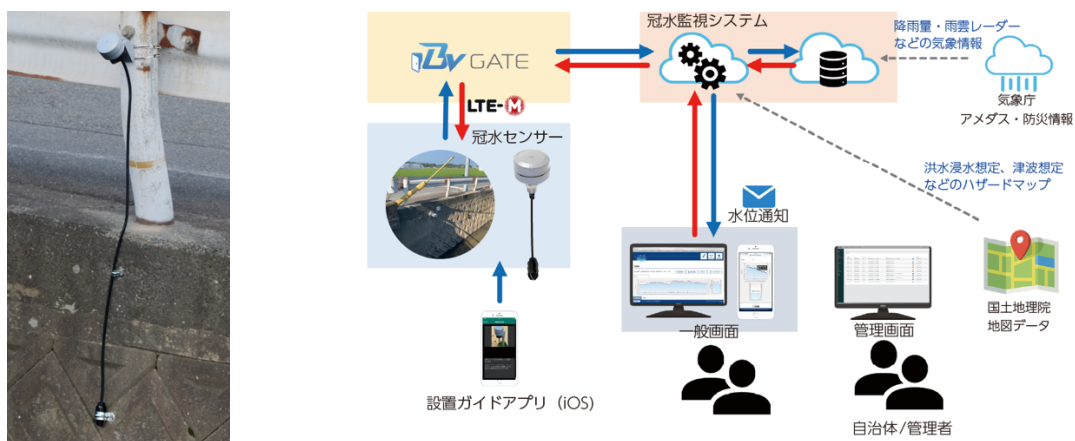 BV GATE
LTE-M
冠水センサー
設置ガイドアプリ（iOS）
冠水監視システム
水位通知
一般画面
管理画面
自治体/管理者
降雨量・雨雲レーダー
などの気象情報
気象庁
アメダス・防災情報
洪水浸水想定、津波想定
などのハザードマップ
国土地理院
地図データ